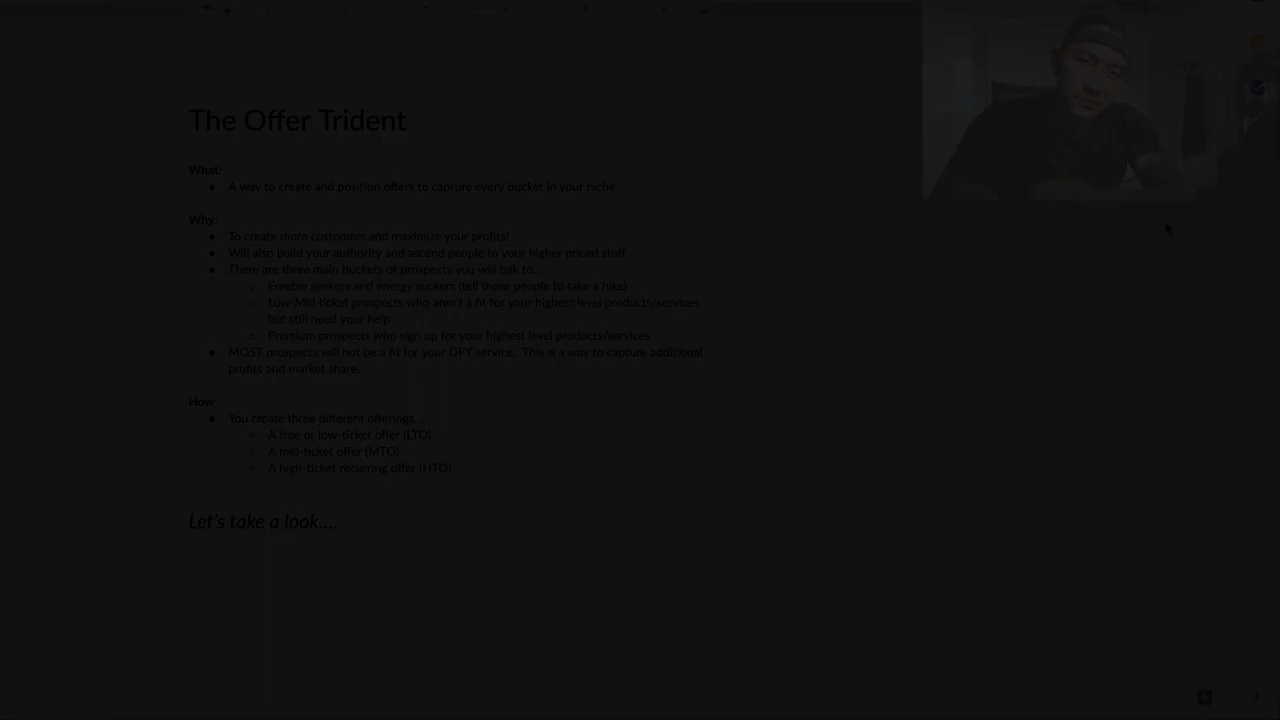 The Offer Trident
What:
● A way to create and position offers to capture every bucket in your niche
Why:
● To create more customers and maximize your profits!
● Will also build your authority and ascend people to your higher priced stuff
● There are three main buckets of prospects you will talk to...
○ Freebie seekers and energy suckers (tell these people to take a hike)
○ Low-Mid ticket prospects who aren't a fit for your highest level products/services
but still need your help
○ Premium prospects who sign up for your highest level products/services
● MOST prospects will not be a fit for your DFY service. This is a way to capture additional
profits and market share.
How:
● You create three different offerings...
○ A free or low-ticket offer (LTO)
○ A mid-ticket offer (MTO)
○ A high-ticket recurring offer (HTO)
Let's take a look....